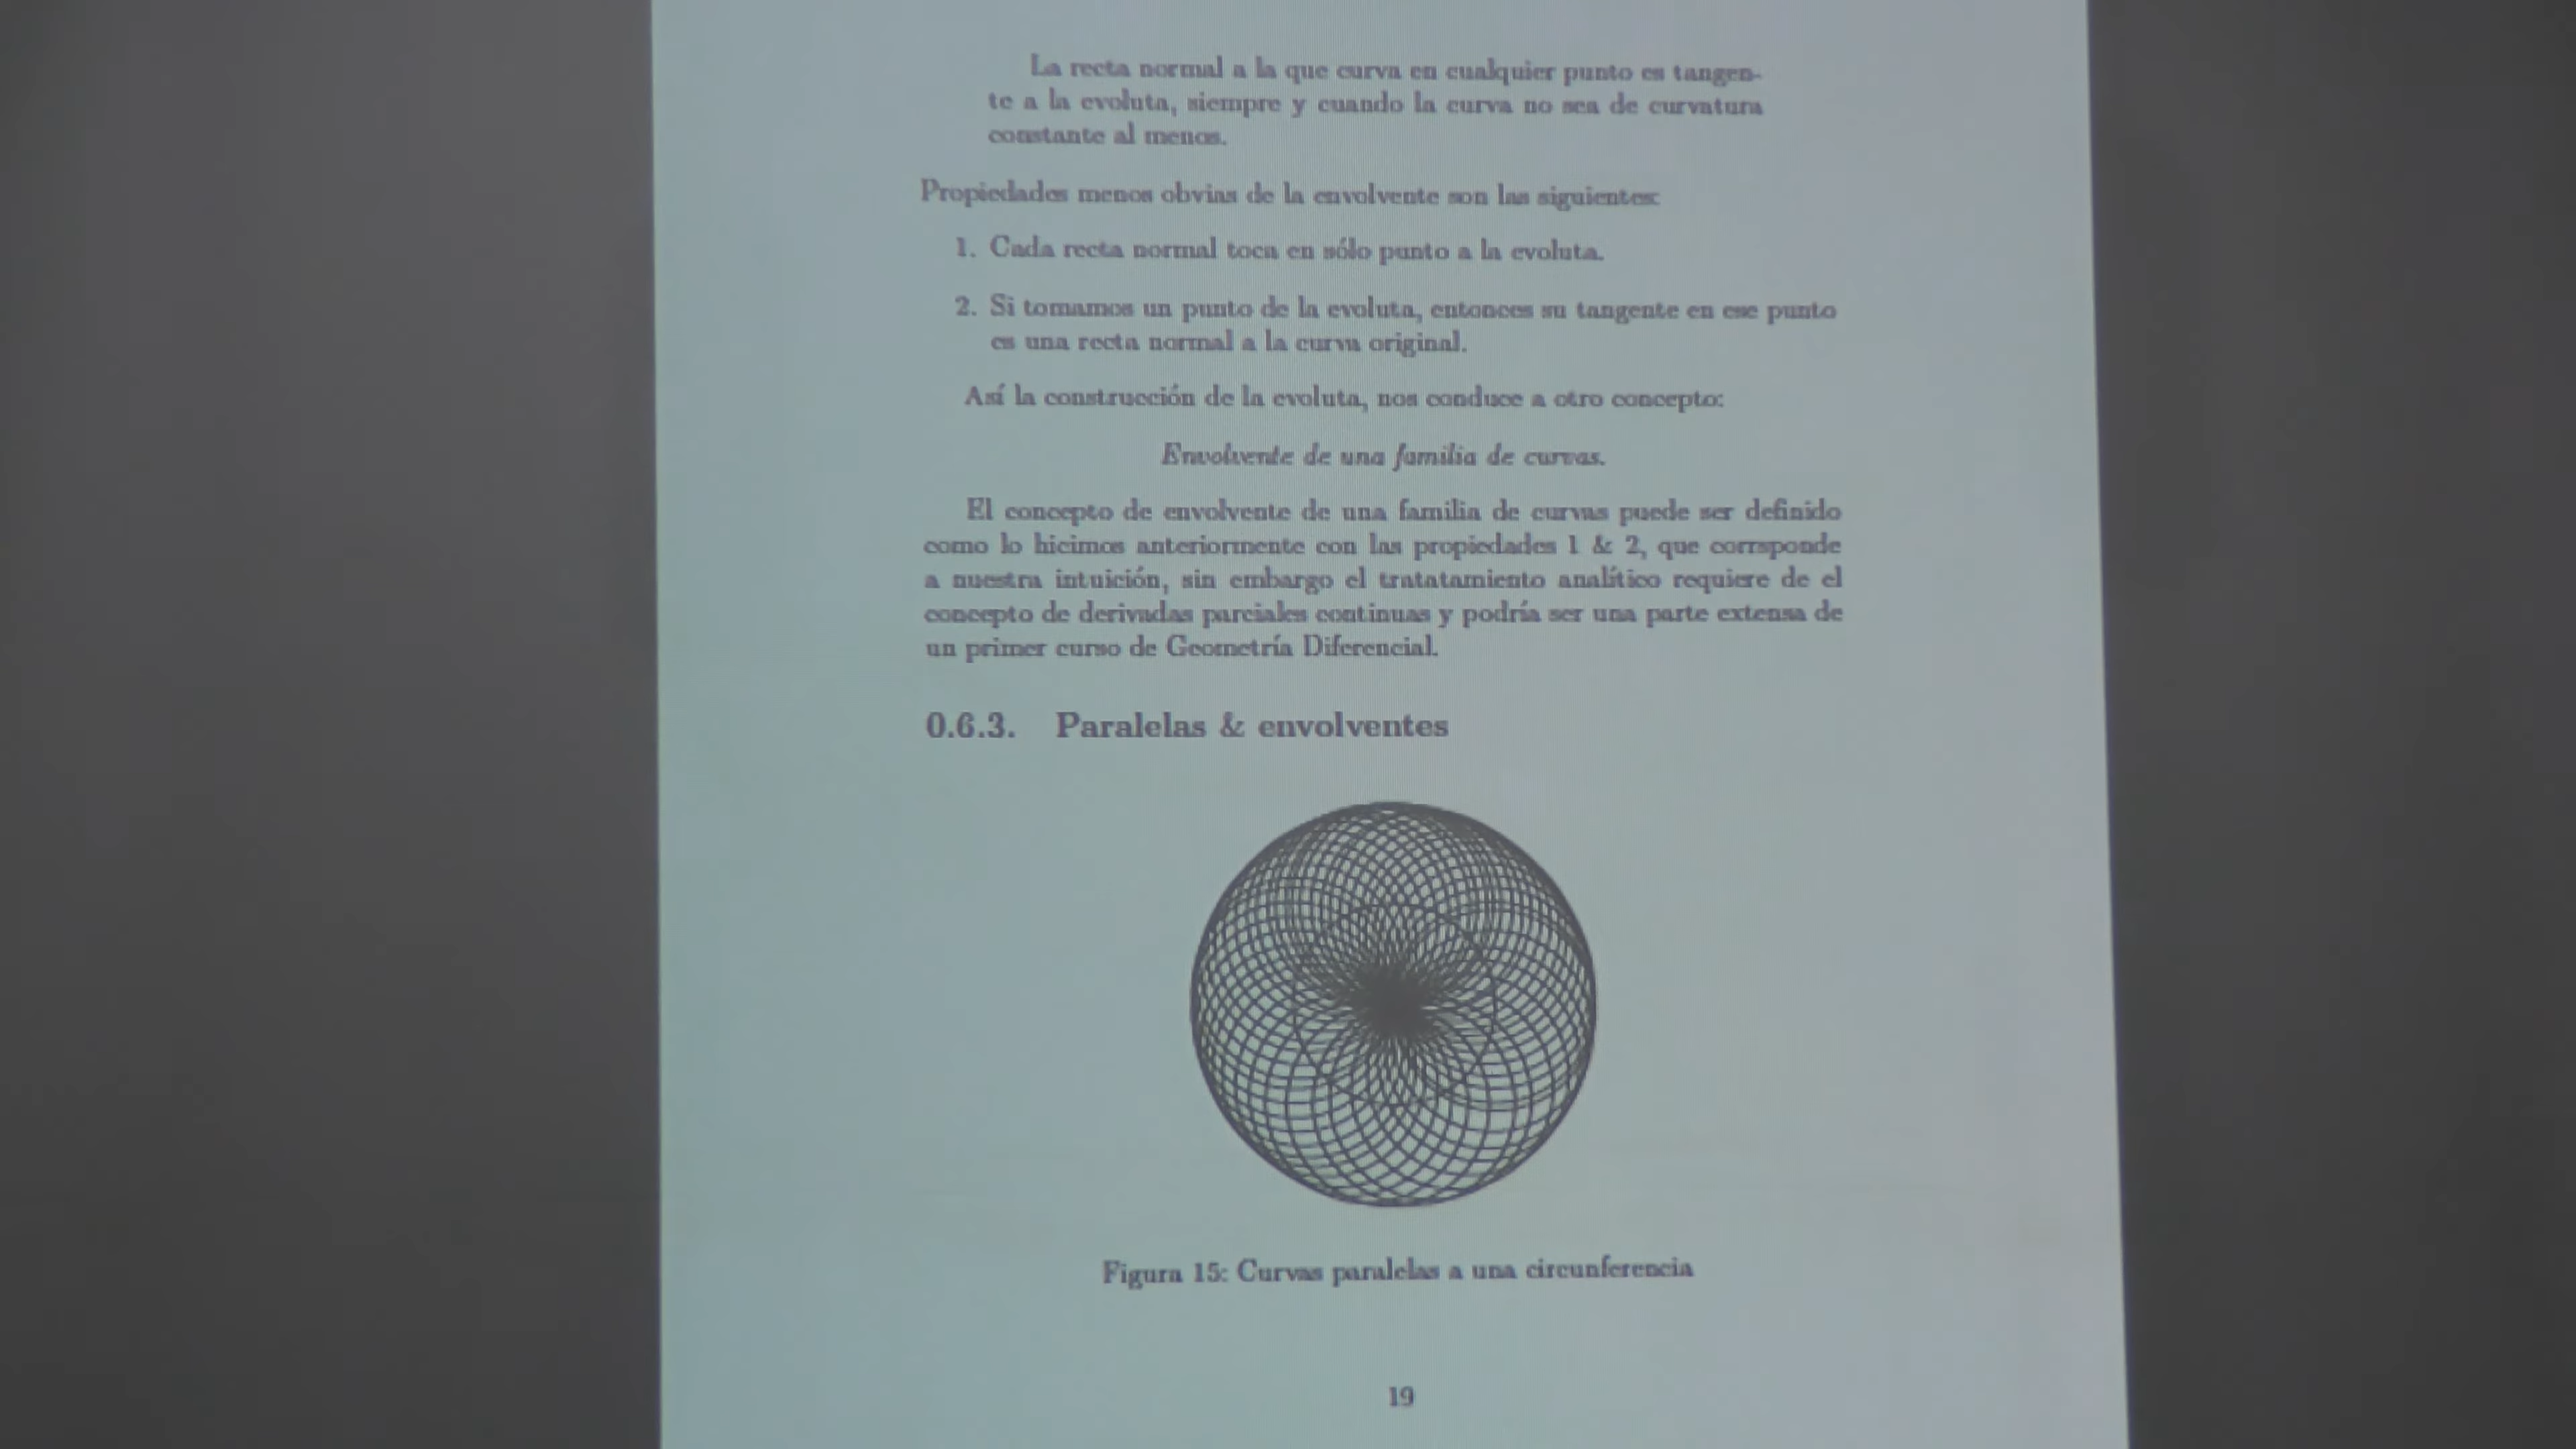 La recta normal a la que curva en cualquier punto es tangen-
te a la evoluta, siempre y cuando la curva no sea de curvatura
constante al menos.
Propiedades menos obvias de la envolvente son las siguientes:
1. Cada recta normal toca en sólo punto a la evoluta.
2. Si tomamos un punto de la evoluta, entonces su tangente en ese punto
es una recta normal a la curva original.
Así la construcción de la evoluta, nos conduce a otro concepto:
Envolvente de una familia de curvas.
El concepto de envolvente de una familia de curvas puede ser definido
como lo hicimos anteriormente con las propiedades 1 & 2, que corrsponde
a nuestra intuición, sin embargo el tratatamiento analítico requiere de el
concepto de derivadas parciales continuas y podría ser una parte extensa de
un primer curso de Geometría Diferencial.
0.6.3. Paralelas & envolventes
Figura 15: Curvas paralelas a una circunferencia
19